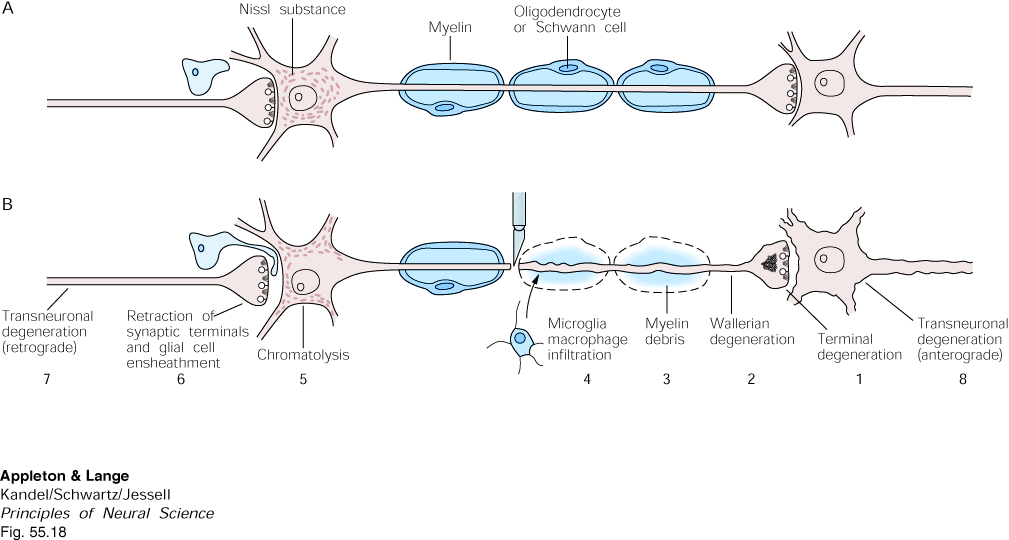 A
Nissl substance
Myelin
Oligodendrocyte
or Schwann cell
B
Transneuronal
degeneration
(retrograde)
7
Retraction of
synaptic terminals
and glial cell
ensheathment
6
Chromatolysis
5
Microglia
macrophage
infiltration
4
Myelin
debris
3
Wallerian
degeneration
2
Terminal
degeneration
1
Transneuronal
degeneration
(anterograde)
8
Appleton & Lange
Kandel/Schwartz/Jessell
Principles of Neural Science
Fig. 55.18